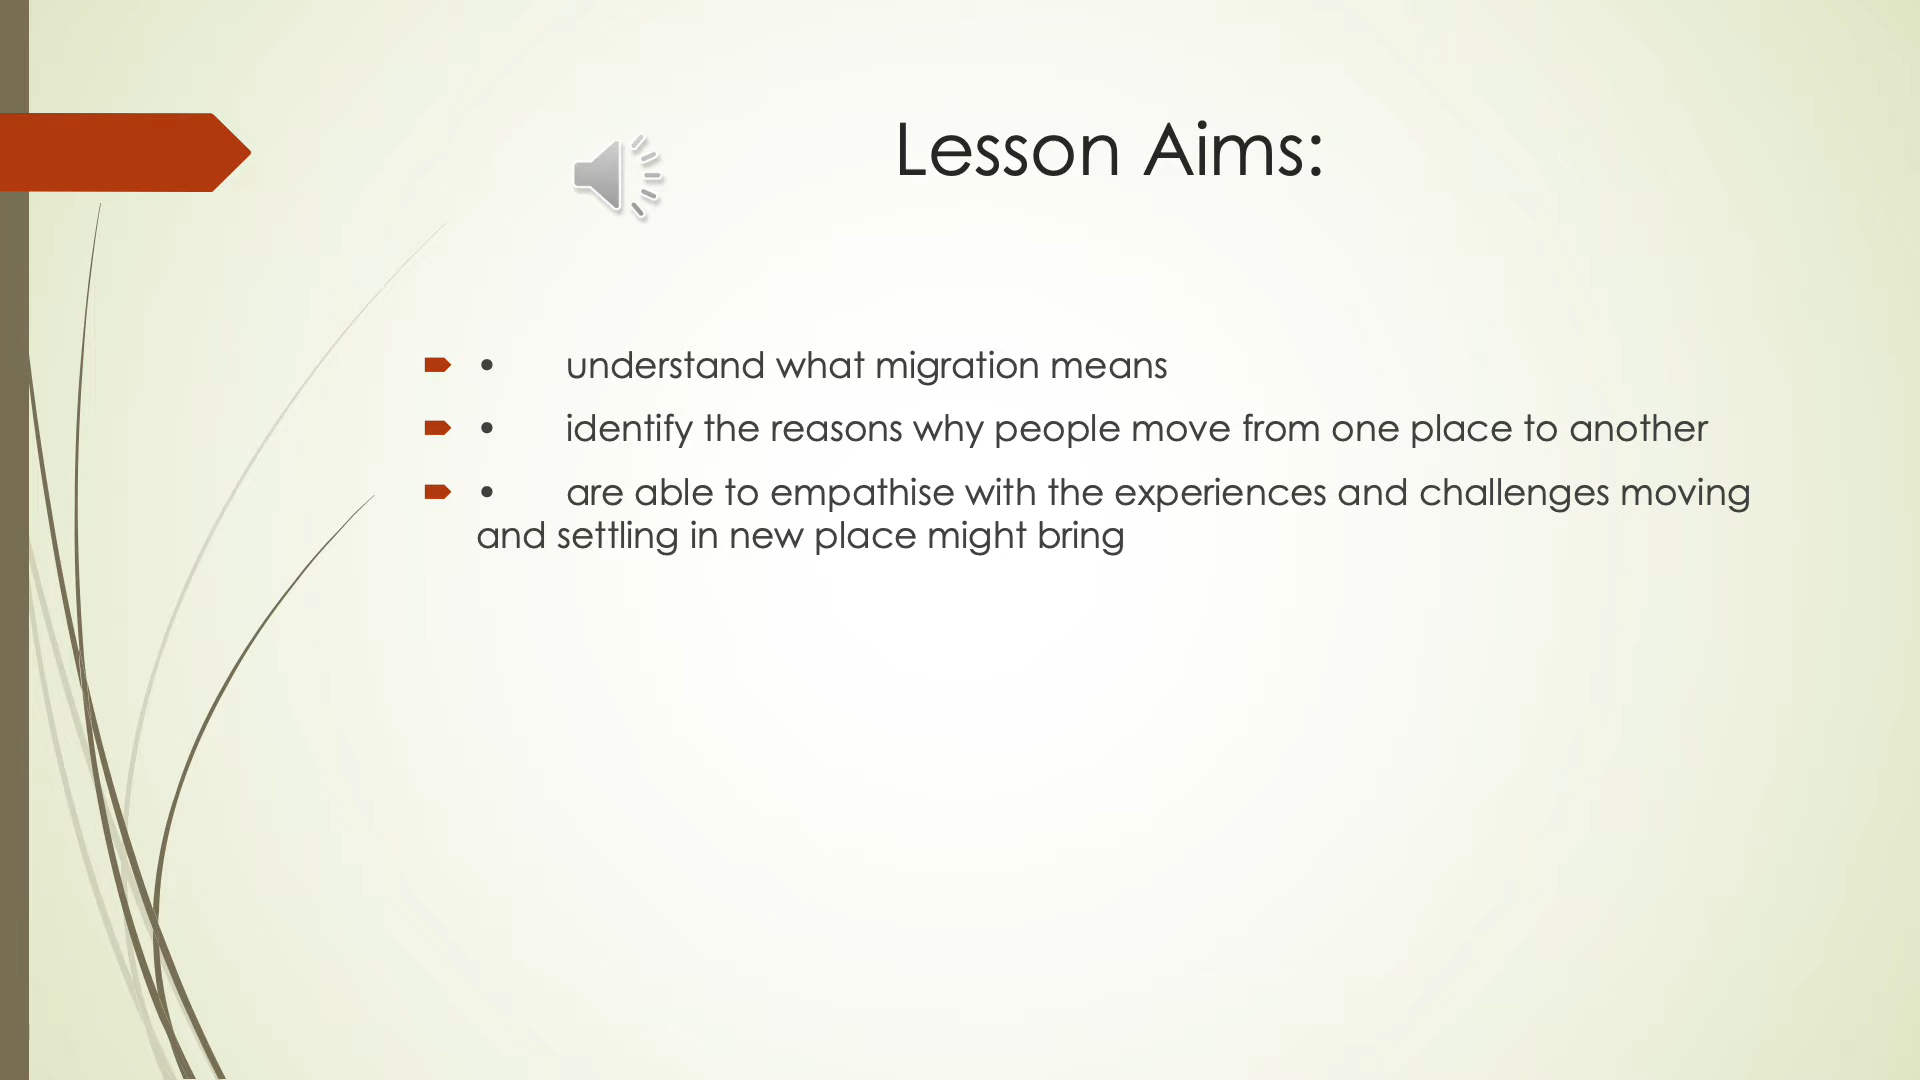 Lesson Aims:
• understand what migration means
• identify the reasons why people move from one place to another
• are able to empathise with the experiences and challenges moving
and settling in new place might bring